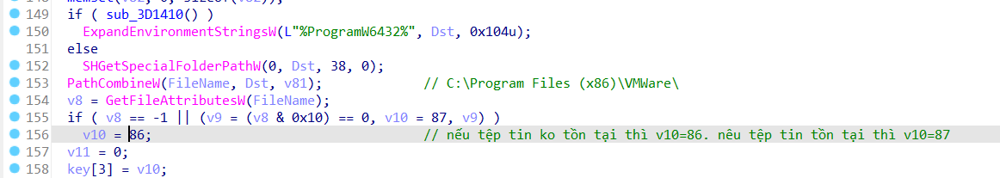 149 if ( sub_3D1410() )
150 ExpandEnvironmentStringsW(L"%ProgramW6432%", Dst, 0x104u);
151 else
152 SHGetSpecialFolderPathW(0, Dst, 38, 0);
153 PathCombineW(FileName, Dst, v81); // C:\Program Files (x86)\VMWare\
154 v8 = GetFileAttributesW(FileName);
155 if ( v8 == -1 || (v9 = (v8 & 0x10) == 0, v10 = 87, v9) )
156 v10 = 86; // nếu tệp tin ko tồn tại thì v10=86. nêu tệp tin tồn tại thì v10=87
157 v11 = 0;
158 key[3] = v10;